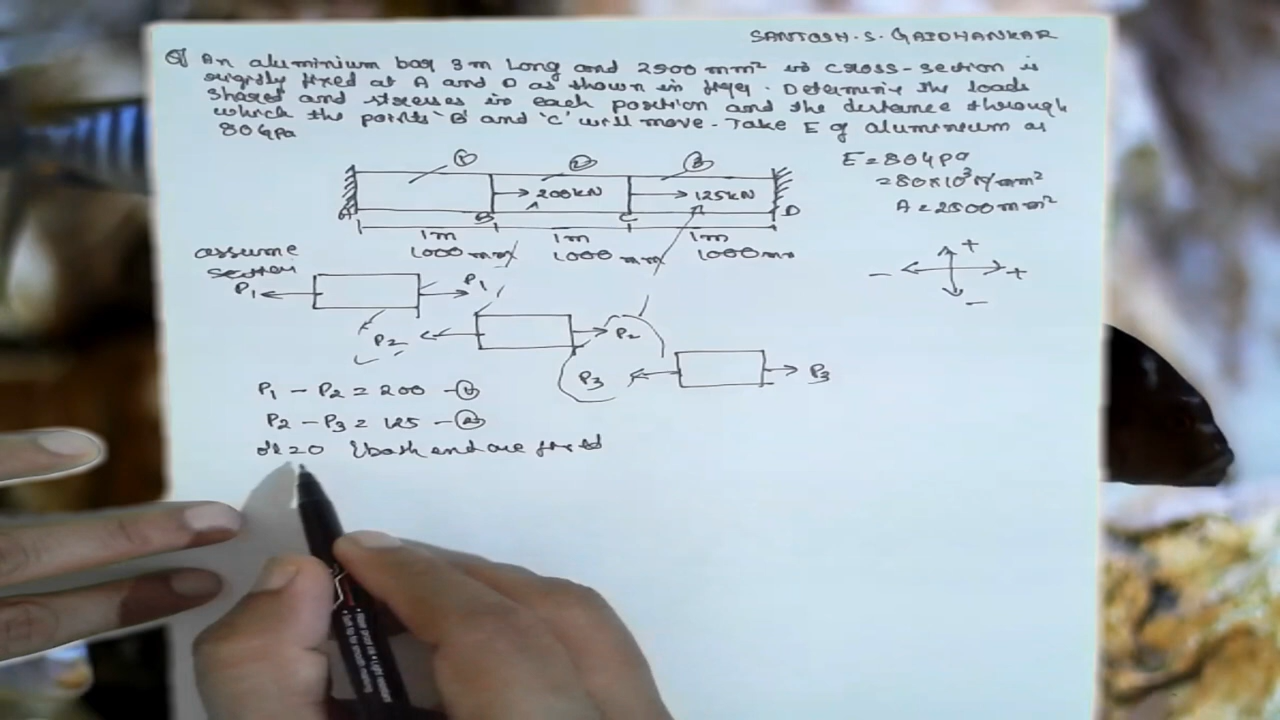 SANTOSH. S. GAIDHANKAR
Q] An aluminium bar 3m Long and 2500 mm² in cross-section is
rigidly fixed at A and D as shown in figer. Determine the loads
shared and stresses in each position and the distance through
which the points 'B' and 'C' will move. Take E of aluminium as
80 Gpa
① ② ③
E = 80 Gpa
= 80×10³ N/mm²
A = 2500 mm²
200KN 125KN
A B C D
1m 1m 1m
1000 mm 1000 mm 1000 mm
assume
section
+ − + −
P₁ P₁
P₂ P₂
P₃ P₃
P₁ − P₂ = 200 − ①
P₂ − P₃ = 125 − ②
δl = 0 {both end are fixed